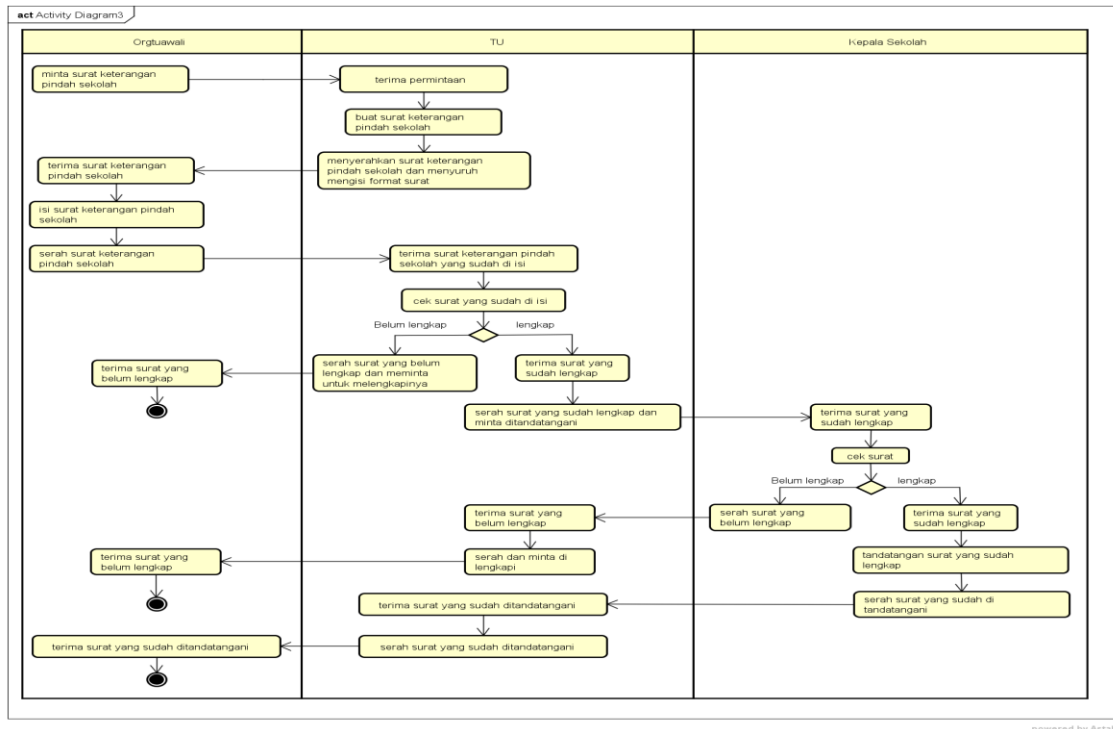 act Activity Diagram3
Orgtuawali
TU
Kepala Sekolah
minta surat keterangan
pindah sekolah
terima permintaan
buat surat keterangan
pindah sekolah
menyerahkan surat keterangan
pindah sekolah dan menyuruh
mengisi format surat
terima surat keterangan
pindah sekolah
isi surat keterangan pindah
sekolah
serah surat keterangan
pindah sekolah
terima surat keterangan pindah
sekolah yang sudah di isi
cek surat yang sudah di isi
Belum lengkap
lengkap
serah surat yang belum
lengkap dan meminta
untuk melengkapinya
terima surat yang
sudah lengkap
terima surat yang
belum lengkap
serah surat yang sudah lengkap dan
minta ditandatangani
terima surat yang
sudah lengkap
cek surat
Belum lengkap
lengkap
serah surat yang
belum lengkap
terima surat yang
sudah lengkap
terima surat yang
belum lengkap
serah dan minta di
lengkapi
terima surat yang
belum lengkap
tandatangan surat yang sudah
lengkap
serah surat yang sudah di
tandatangani
terima surat yang sudah ditandatangani
serah surat yang sudah ditandatangani
terima surat yang sudah ditandatangani
powered by Astah